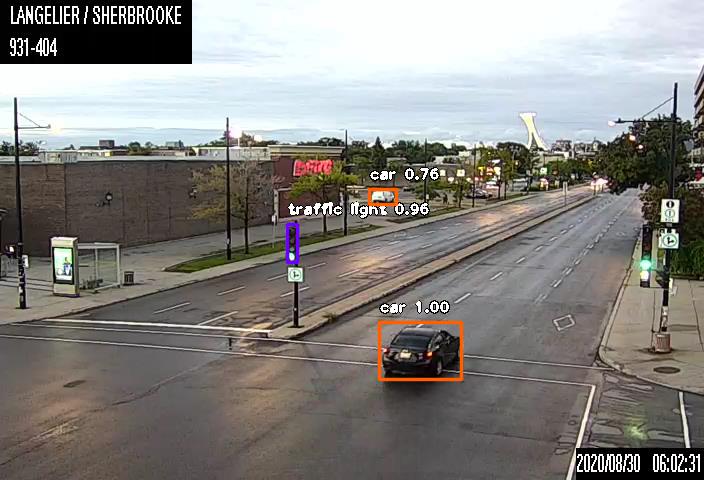 LANGELIER / SHERBROOKE
931-404
car 0.76
traffic light 0.96
car 1.00
2020/08/30 06:02:31